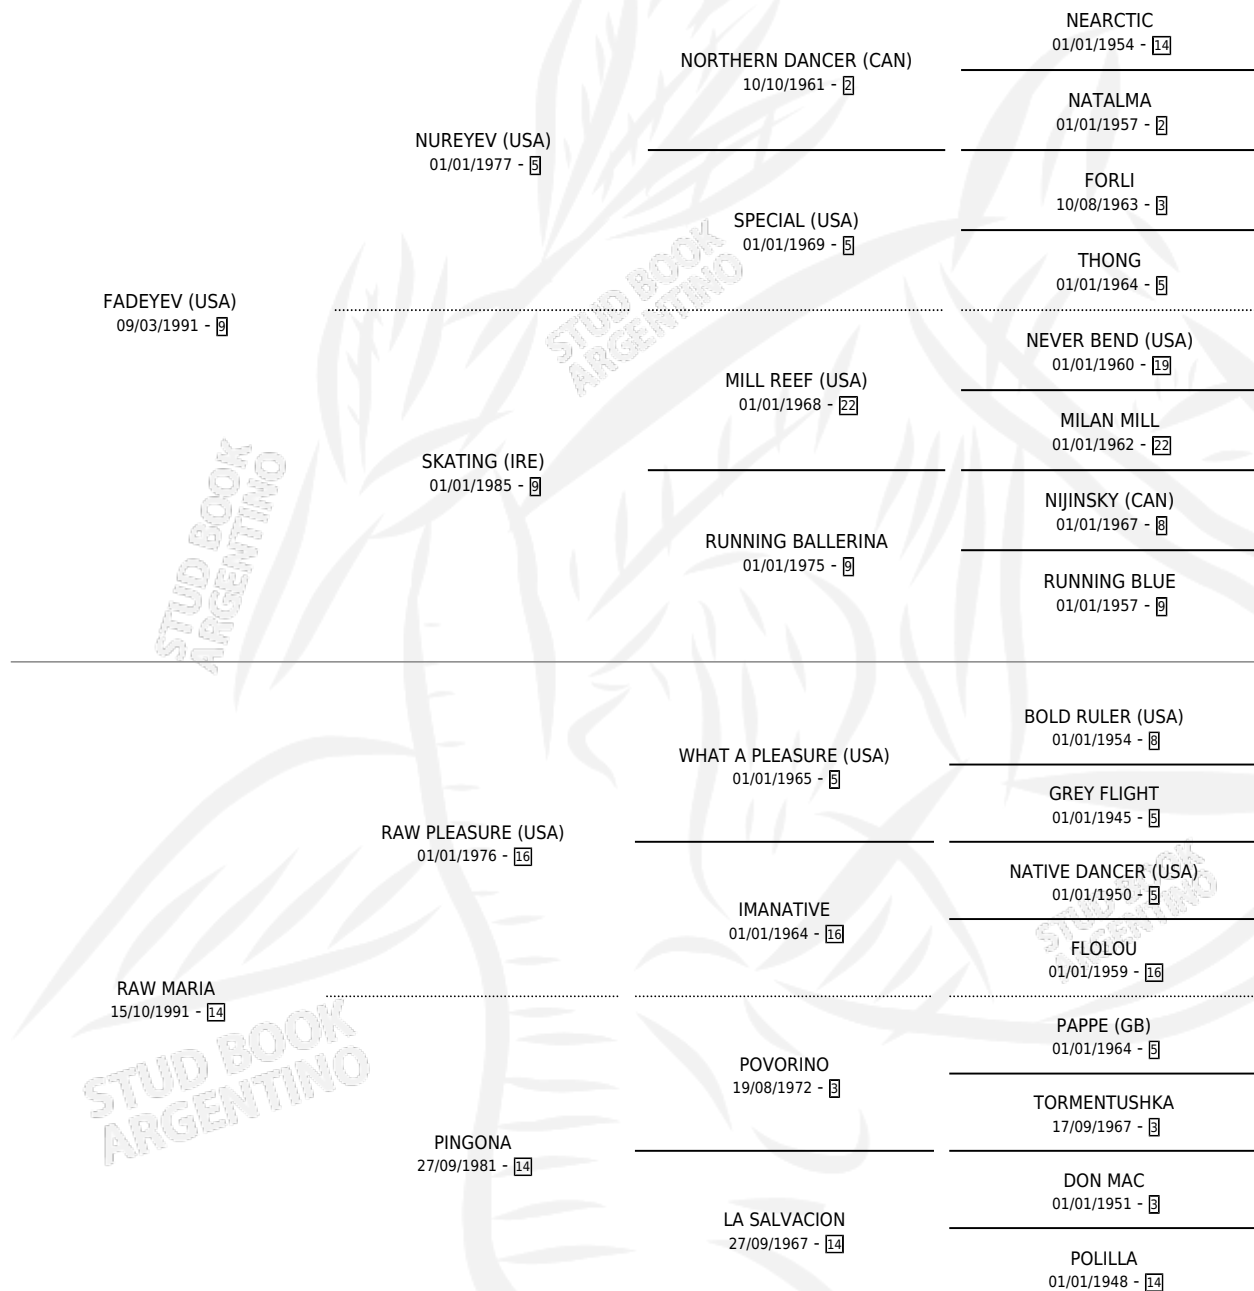 NEARCTIC
01/01/1954 - 14
NORTHERN DANCER (CAN)
10/10/1961 - 2
NATALMA
01/01/1957 - 2
NUREYEV (USA)
01/01/1977 - 5
FORLI
10/08/1963 - 3
SPECIAL (USA)
01/01/1969 - 5
THONG
01/01/1964 - 5
FADEYEV (USA)
09/03/1991 - 9
NEVER BEND (USA)
01/01/1960 - 19
MILL REEF (USA)
01/01/1968 - 22
MILAN MILL
01/01/1962 - 22
SKATING (IRE)
01/01/1985 - 9
NIJINSKY (CAN)
01/01/1967 - 8
RUNNING BALLERINA
01/01/1975 - 9
RUNNING BLUE
01/01/1957 - 9
BOLD RULER (USA)
01/01/1954 - 8
WHAT A PLEASURE (USA)
01/01/1965 - 5
GREY FLIGHT
01/01/1945 - 5
RAW PLEASURE (USA)
01/01/1976 - 16
NATIVE DANCER (USA)
01/01/1950 - 5
IMANATIVE
01/01/1964 - 16
FLOLOU
01/01/1959 - 16
RAW MARIA
15/10/1991 - 14
PAPPE (GB)
01/01/1964 - 5
POVORINO
19/08/1972 - 3
TORMENTUSHKA
17/09/1967 - 3
PINGONA
27/09/1981 - 14
DON MAC
01/01/1951 - 3
LA SALVACION
27/09/1967 - 14
POLILLA
01/01/1948 - 14
STUD BOOK
ARGENTINO
STUD BOOK
ARGENTINO
STUD BOOK
ARGENTINO
STUD BOOK
ARGENTINO